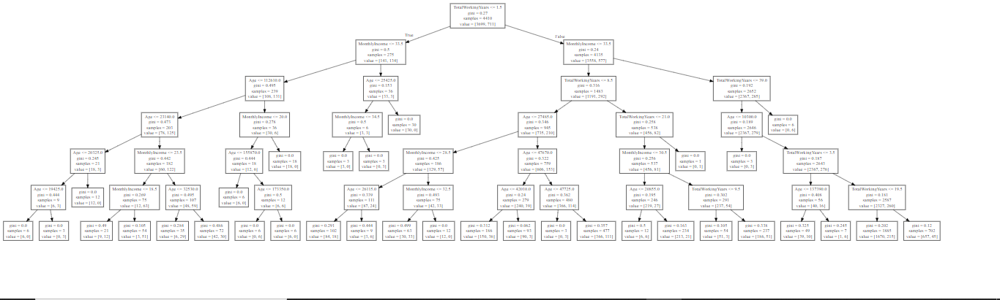 TotalWorkingYears <= 1.5
gini = 0.27
samples = 4410
value = [3699, 711]
True
False
MonthlyIncome <= 33.5
gini = 0.5
samples = 275
value = [141, 134]
MonthlyIncome <= 33.5
gini = 0.24
samples = 4135
value = [3558, 577]
Age <= 112610.0
gini = 0.495
samples = 239
value = [108, 131]
Age <= 25425.0
gini = 0.153
samples = 36
value = [33, 3]
TotalWorkingYears <= 8.5
gini = 0.316
samples = 1483
value = [1191, 292]
TotalWorkingYears <= 39.0
gini = 0.192
samples = 2652
value = [2367, 285]
Age <= 23140.0
gini = 0.473
samples = 203
value = [78, 125]
MonthlyIncome <= 20.0
gini = 0.278
samples = 36
value = [30, 6]
MonthlyIncome <= 34.5
gini = 0.5
samples = 6
value = [3, 3]
gini = 0.0
samples = 30
value = [30, 0]
Age <= 27485.0
gini = 0.346
samples = 945
value = [735, 210]
TotalWorkingYears <= 21.0
gini = 0.258
samples = 538
value = [456, 82]
Age <= 10300.0
gini = 0.189
samples = 2646
value = [2367, 279]
gini = 0.0
samples = 6
value = [0, 6]
Age <= 20325.0
gini = 0.245
samples = 21
value = [18, 3]
MonthlyIncome <= 23.5
gini = 0.442
samples = 182
value = [60, 122]
Age <= 155870.0
gini = 0.444
samples = 18
value = [12, 6]
gini = 0.0
samples = 18
value = [18, 0]
gini = 0.0
samples = 3
value = [3, 0]
gini = 0.0
samples = 3
value = [0, 3]
MonthlyIncome <= 28.5
gini = 0.425
samples = 186
value = [129, 57]
Age <= 47670.0
gini = 0.322
samples = 759
value = [606, 153]
MonthlyIncome <= 30.5
gini = 0.256
samples = 537
value = [456, 81]
gini = 0.0
samples = 1
value = [0, 1]
gini = 0.0
samples = 3
value = [0, 3]
TotalWorkingYears <= 3.5
gini = 0.187
samples = 2643
value = [2367, 276]
Age <= 19425.0
gini = 0.444
samples = 9
value = [6, 3]
gini = 0.0
samples = 12
value = [12, 0]
MonthlyIncome <= 18.5
gini = 0.269
samples = 75
value = [12, 63]
Age <= 32530.0
gini = 0.495
samples = 107
value = [48, 59]
gini = 0.0
samples = 6
value = [6, 0]
Age <= 173350.0
gini = 0.5
samples = 12
value = [6, 6]
Age <= 26115.0
gini = 0.339
samples = 111
value = [87, 24]
MonthlyIncome <= 32.5
gini = 0.493
samples = 75
value = [42, 33]
Age <= 42010.0
gini = 0.24
samples = 279
value = [240, 39]
Age <= 47725.0
gini = 0.362
samples = 480
value = [366, 114]
Age <= 20855.0
gini = 0.195
samples = 246
value = [219, 27]
TotalWorkingYears <= 9.5
gini = 0.302
samples = 291
value = [237, 54]
Age <= 137390.0
gini = 0.408
samples = 56
value = [40, 16]
TotalWorkingYears <= 19.5
gini = 0.181
samples = 2587
value = [2327, 260]
gini = 0.0
samples = 6
value = [6, 0]
gini = 0.0
samples = 3
value = [0, 3]
gini = 0.49
samples = 21
value = [9, 12]
gini = 0.105
samples = 54
value = [3, 51]
gini = 0.284
samples = 35
value = [6, 29]
gini = 0.486
samples = 72
value = [42, 30]
gini = 0.0
samples = 6
value = [0, 6]
gini = 0.0
samples = 6
value = [6, 0]
gini = 0.291
samples = 102
value = [84, 18]
gini = 0.444
samples = 9
value = [3, 6]
gini = 0.499
samples = 63
value = [30, 33]
gini = 0.0
samples = 12
value = [12, 0]
gini = 0.312
samples = 186
value = [150, 36]
gini = 0.062
samples = 93
value = [90, 3]
gini = 0.0
samples = 3
value = [0, 3]
gini = 0.357
samples = 477
value = [366, 111]
gini = 0.5
samples = 12
value = [6, 6]
gini = 0.163
samples = 234
value = [213, 21]
gini = 0.105
samples = 54
value = [51, 3]
gini = 0.338
samples = 237
value = [186, 51]
gini = 0.325
samples = 49
value = [39, 10]
gini = 0.245
samples = 7
value = [1, 6]
gini = 0.202
samples = 1885
value = [1670, 215]
gini = 0.12
samples = 702
value = [657, 45]